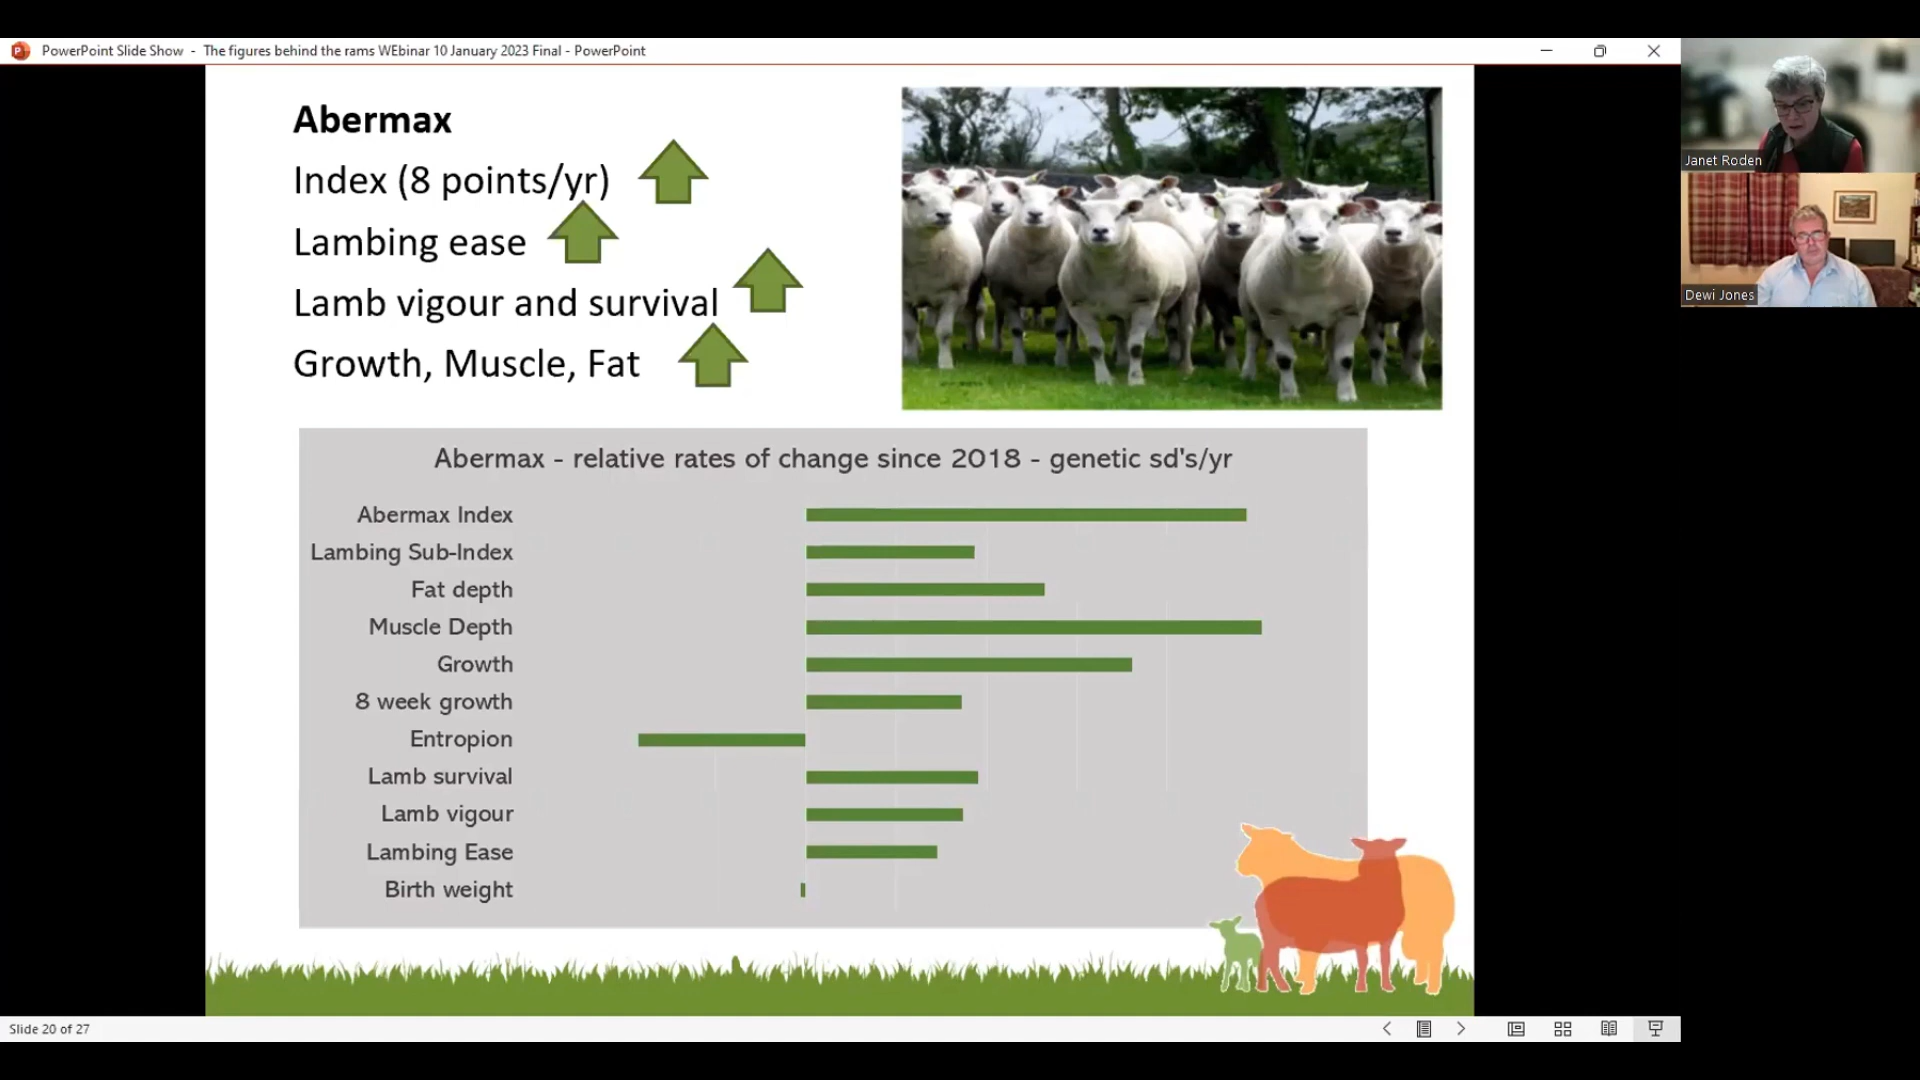 PowerPoint Slide Show - The figures behind the rams WEbinar 10 January 2023 Final - PowerPoint
Abermax
Index (8 points/yr)
Lambing ease
Lamb vigour and survival
Growth, Muscle, Fat
Janet Roden
Dewi Jones
Abermax - relative rates of change since 2018 - genetic sd's/yr
Abermax Index
Lambing Sub-Index
Fat depth
Muscle Depth
Growth
8 week growth
Entropion
Lamb survival
Lamb vigour
Lambing Ease
Birth weight
Slide 20 of 27